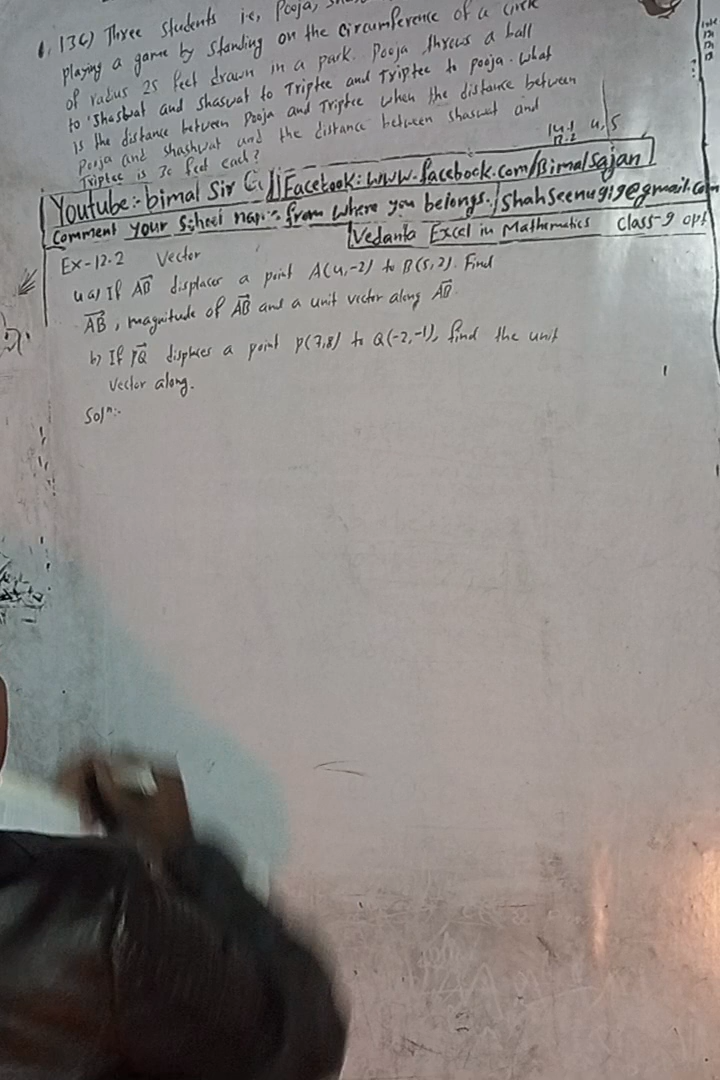 1. 13c) Three students ie, Pooja,
playing a game by standing on the circumference of a circle
of radius 25 feet drawn in a park. Pooja throws a ball
to Shaswat and Shaswat to Triptee and Triptee to pooja. What
is the distance between Pooja and Triptee when the distance between
Pooja and Shashwat and the distance between Shaswat and
Triptee is 30 feet each?
Youtube:- bimal Sir Facebook: www.facebook.com/Bimalsajan
Comment your School name from where you belongs. Shahseenugi9@gmail.com
Vedanta Excel in Mathematics Class-9 opt
Ex-12.2 Vector
4 a) If AB displaces a point A(4,-2) to B(5,2). Find
AB, magnitude of AB and a unit vector along AB.
b) If PQ displaces a point P(7,8) to Q(-2,-1), find the unit
vector along.
Solⁿ:-